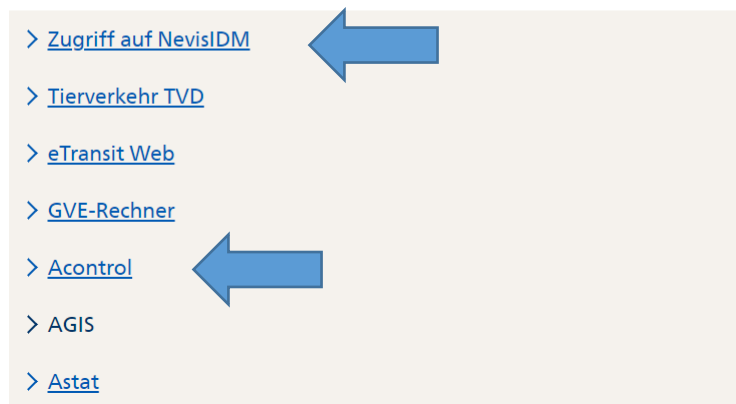 Zugriff auf NevisIDM
Tierverkehr TVD
eTransit Web
GVE-Rechner
Acontrol
AGIS
Astat